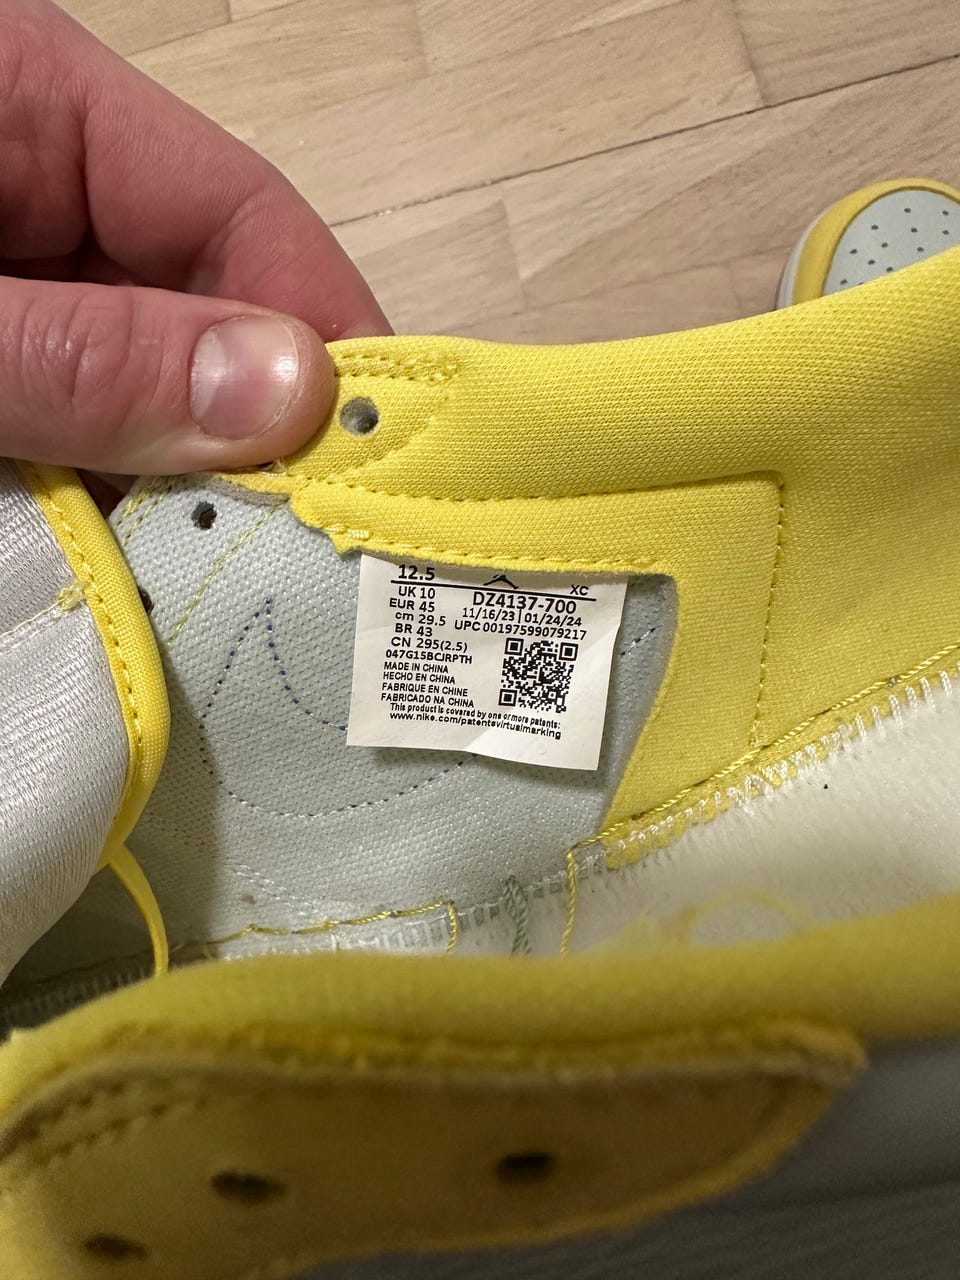 12.5 XC
UK 10 DZ4137-700
EUR 45 11/16/23 | 01/24/24
cm 29.5 UPC 00197599079217
BR 43
CN 295(2.5)
047G15BCJRPTH
MADE IN CHINA
HECHO EN CHINA
FABRIQUE EN CHINE
FABRICADO NA CHINA
This product is covered by one or more patents:
www.nike.com/patentsvirtualmarking